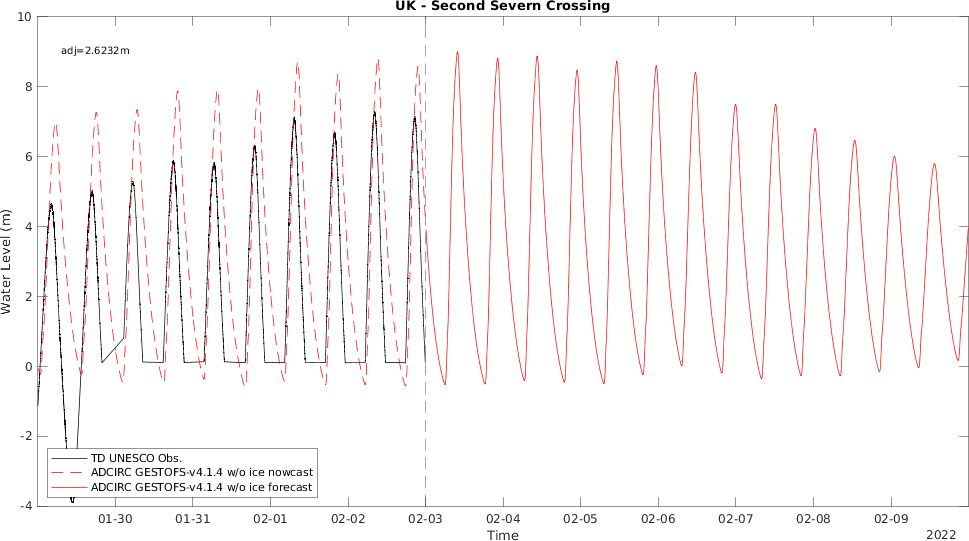 UK - Second Severn Crossing
adj=2.6232m
10
8
6
4
2
0
-2
-4
Water Level (m)
TD UNESCO Obs.
ADCIRC GESTOFS-v4.1.4 w/o ice nowcast
ADCIRC GESTOFS-v4.1.4 w/o ice forecast
01-30 01-31 02-01 02-02 02-03 02-04 02-05 02-06 02-07 02-08 02-09
Time
2022